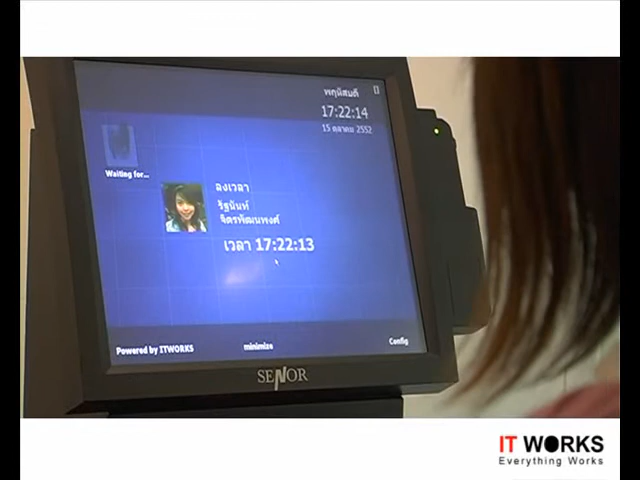 พฤหัสบดี
17:22:14
15 ตุลาคม 2552
Waiting for...
ลงเวลา
รัฐนันท์
จิตรพัฒนพงศ์
เวลา 17:22:13
Powered by ITWORKS
minimize
Config
SENOR
IT WORKS
Everything Works